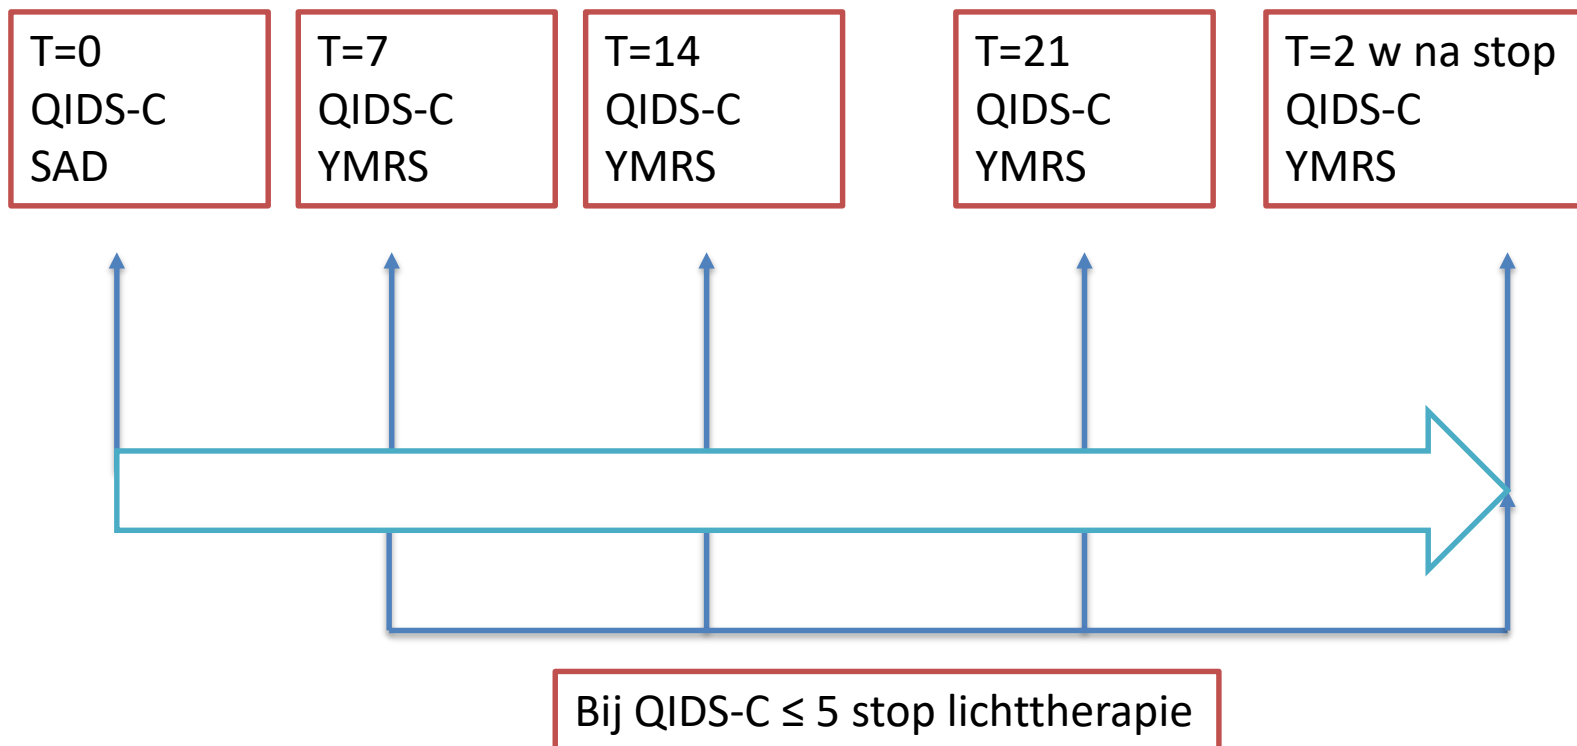 T=0
QIDS-C
SAD
T=7
QIDS-C
YMRS
T=14
QIDS-C
YMRS
T=21
QIDS-C
YMRS
T=2 w na stop
QIDS-C
YMRS
Bij QIDS-C ≤ 5 stop lichttherapie